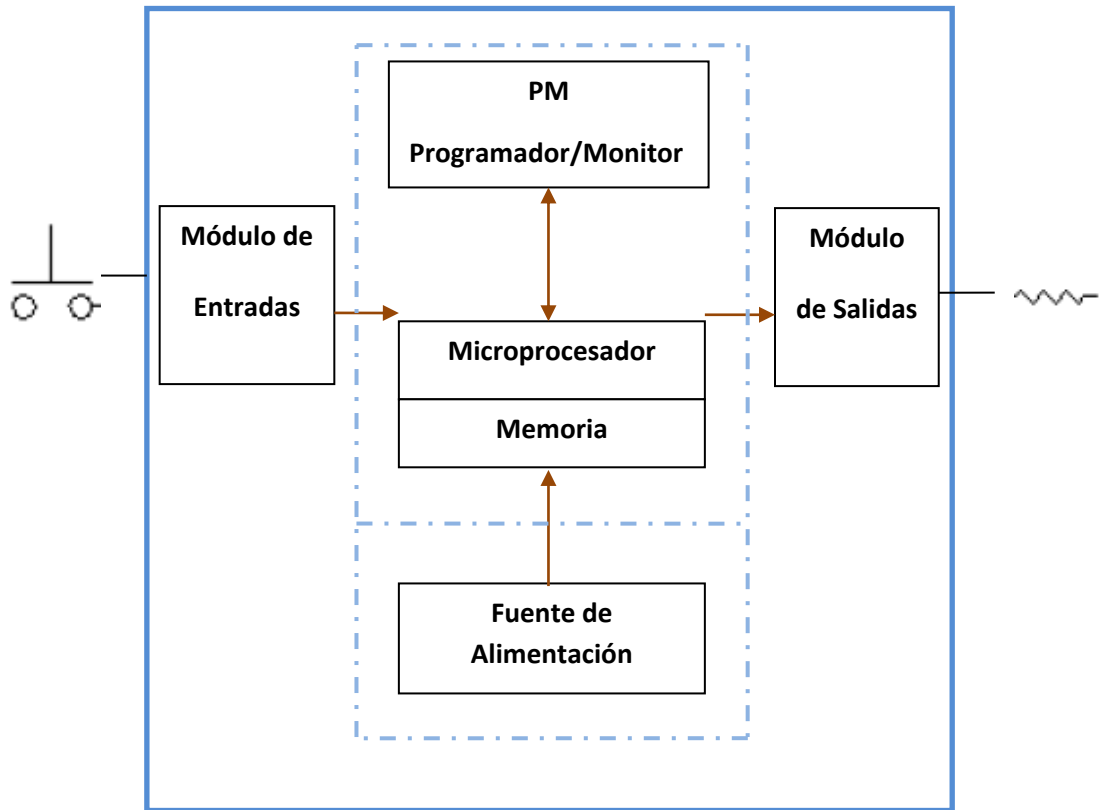 PM
Programador/Monitor
Módulo de
Entradas
Módulo
de Salidas
Microprocesador
Memoria
Fuente de
Alimentación